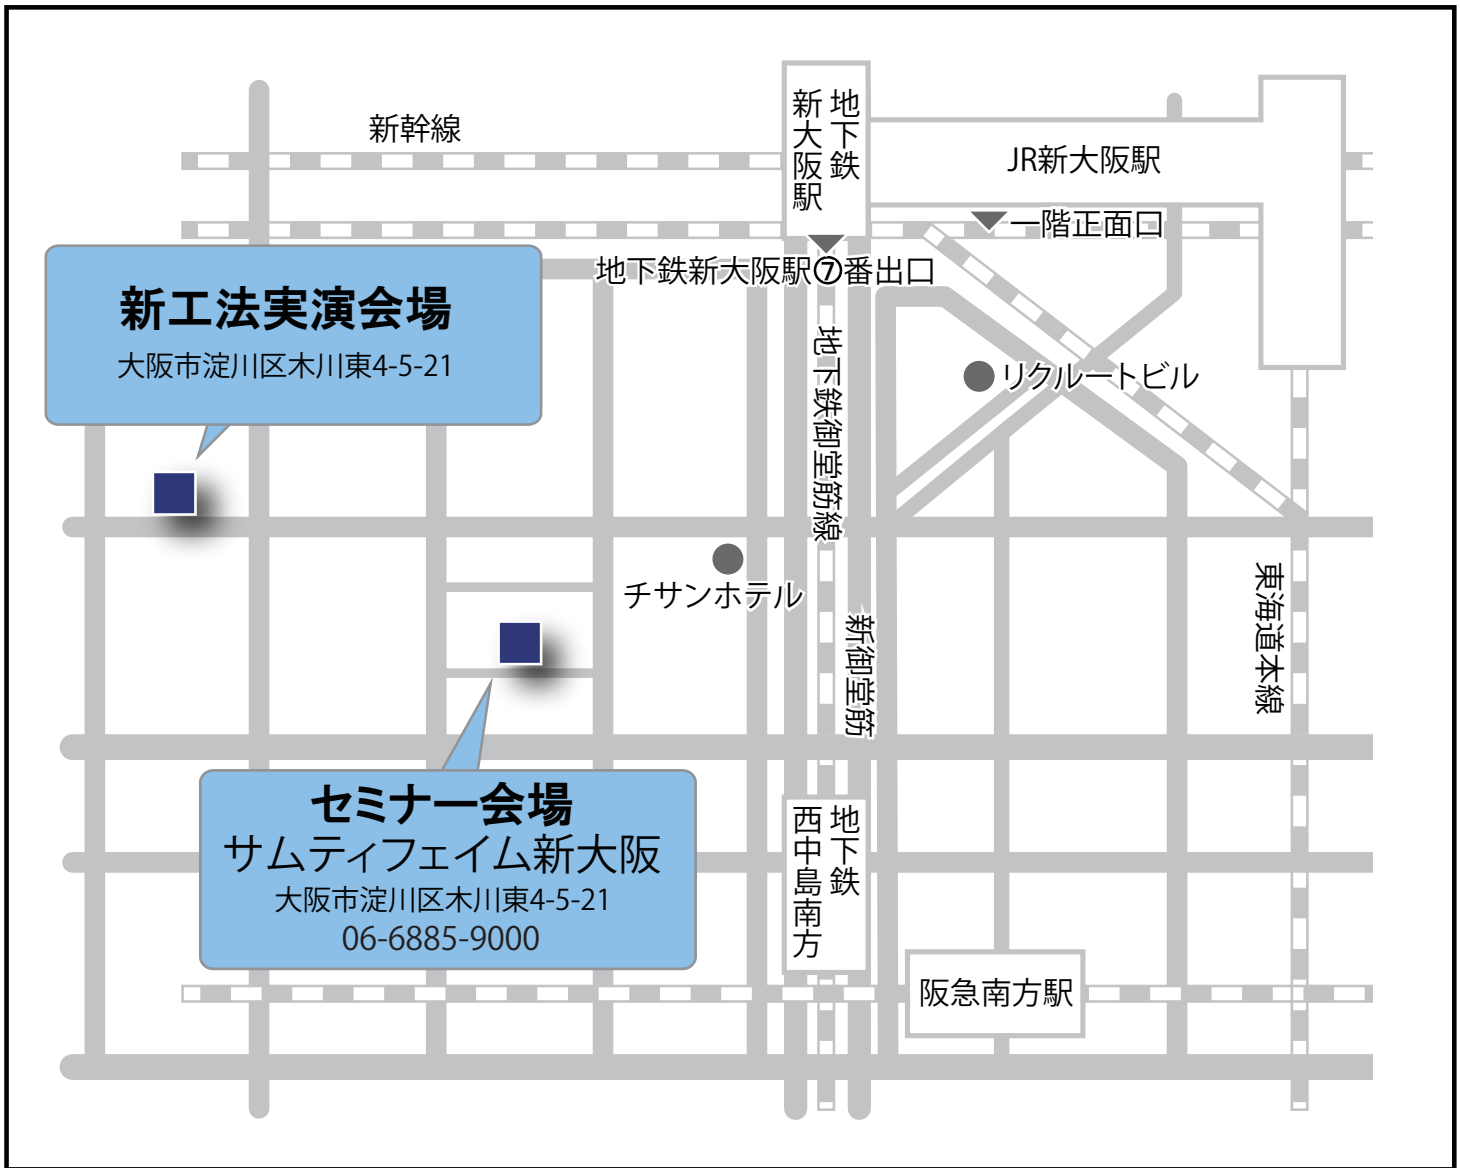 新幹線
地下鉄
新大阪駅
JR新大阪駅
一階正面口
地下鉄新大阪駅⑦番出口
新工法実演会場
大阪市淀川区木川東4-5-21
地下鉄御堂筋線
リクルートビル
チサンホテル
新御堂筋
東海道本線
セミナー会場
サムティフェイム新大阪
大阪市淀川区木川東4-5-21
06-6885-9000
地下鉄
西中島南方
阪急南方駅